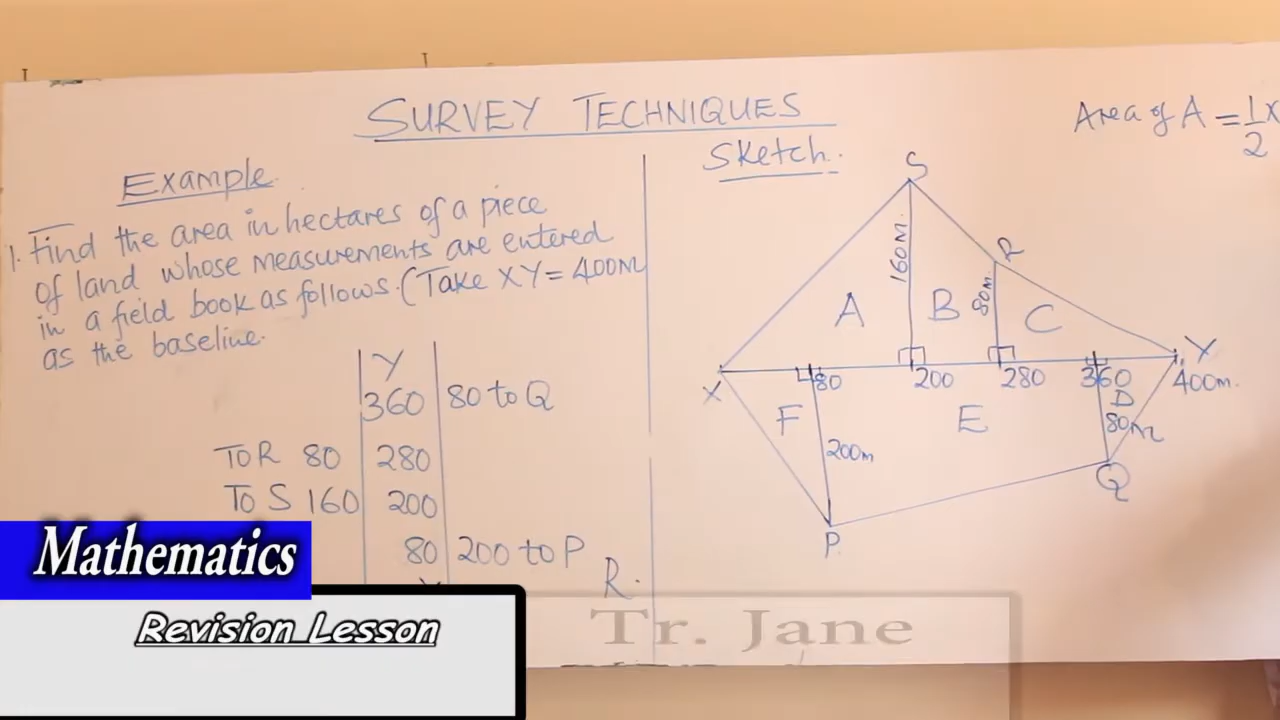 SURVEY TECHNIQUES
Example
1. Find the area in hectares of a piece
of land whose measurements are entered
in a field book as follows. (Take XY = 400M
as the baseline.
Y
360 80 to Q
To R 80 280
To S 160 200
80 200 to P
R.
Sketch.
S
160M.
R
80m
A
B
C
X
80
200
280
360
Y
400m.
F
E
D
80M
200m
Q
P.
Area of A = 1/2 x
Mathematics
Revision Lesson
Tr. Jane